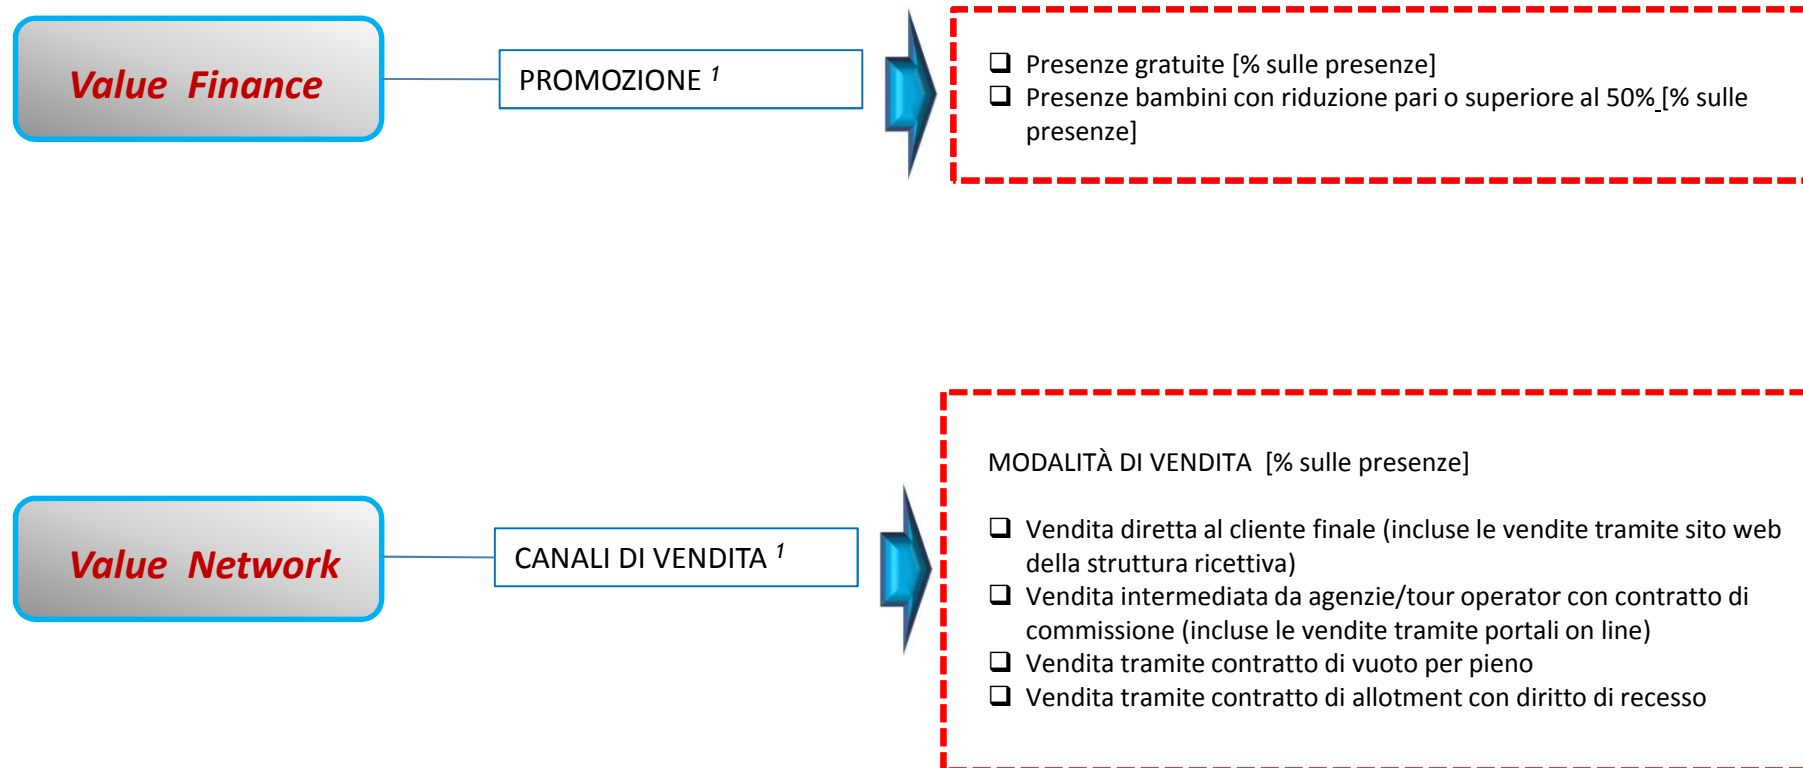 Value Finance
PROMOZIONE 1
❑ Presenze gratuite [% sulle presenze]
❑ Presenze bambini con riduzione pari o superiore al 50% [% sulle
presenze]
Value Network
CANALI DI VENDITA 1
MODALITÀ DI VENDITA [% sulle presenze]
❑ Vendita diretta al cliente finale (incluse le vendite tramite sito web
della struttura ricettiva)
❑ Vendita intermediata da agenzie/tour operator con contratto di
commissione (incluse le vendite tramite portali on line)
❑ Vendita tramite contratto di vuoto per pieno
❑ Vendita tramite contratto di allotment con diritto di recesso